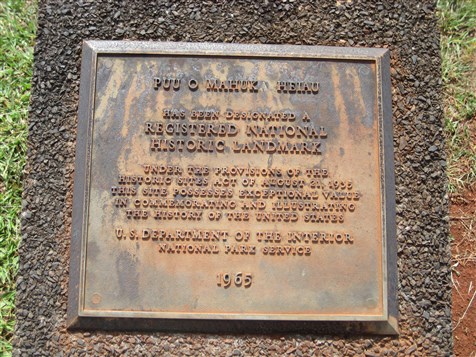 PUU O MAHUKA HEIAU
HAS BEEN DESIGNATED A
REGISTERED NATIONAL
HISTORIC LANDMARK
UNDER THE PROVISIONS OF THE
HISTORIC SITES ACT OF AUGUST 21, 1935
THIS SITE POSSESSES EXCEPTIONAL VALUE
IN COMMEMORATING AND ILLUSTRATING
THE HISTORY OF THE UNITED STATES
U.S. DEPARTMENT OF THE INTERIOR
NATIONAL PARK SERVICE
1965